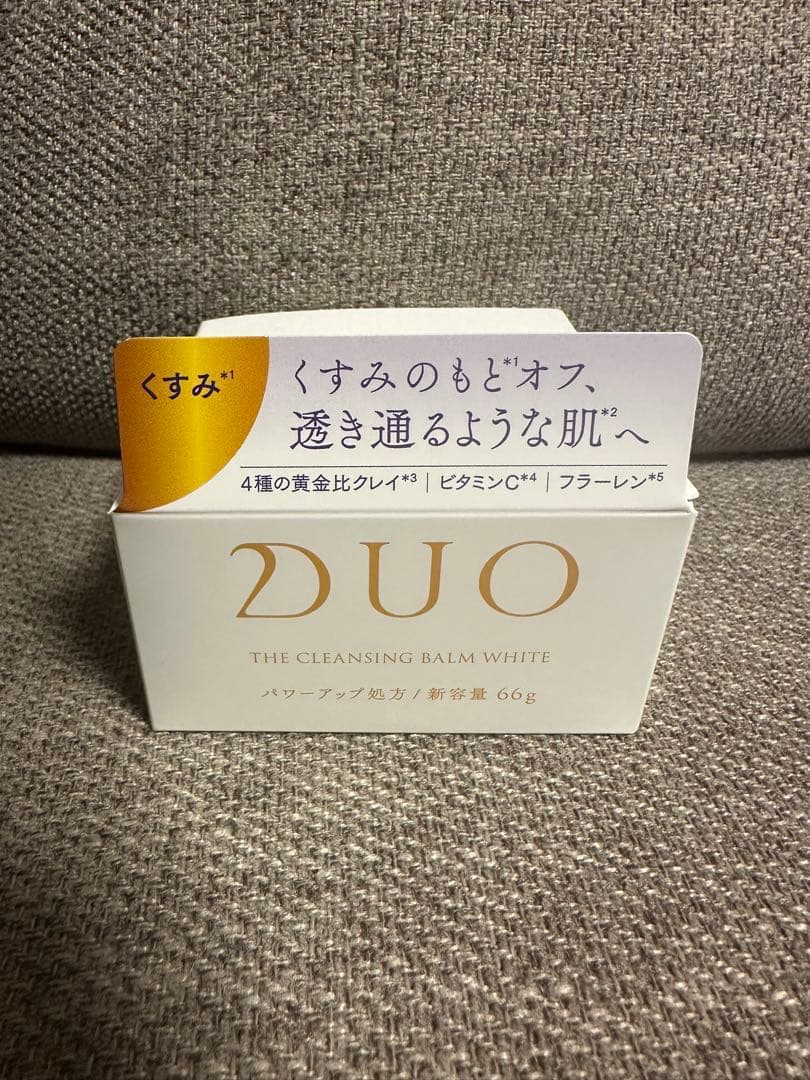 くすみ*1
くすみのもと*1オフ、
透き通るような肌*2へ
4種の黄金比クレイ*3 | ビタミンC*4 | フラーレン*5
DUO
THE CLEANSING BALM WHITE
パワーアップ処方 / 新容量 66g